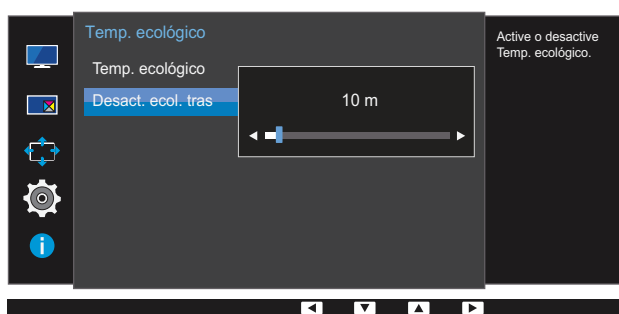 Temp. ecológico
Temp. ecológico
Desact. ecol. tras
10 m
Active o desactive
Temp. ecológico.